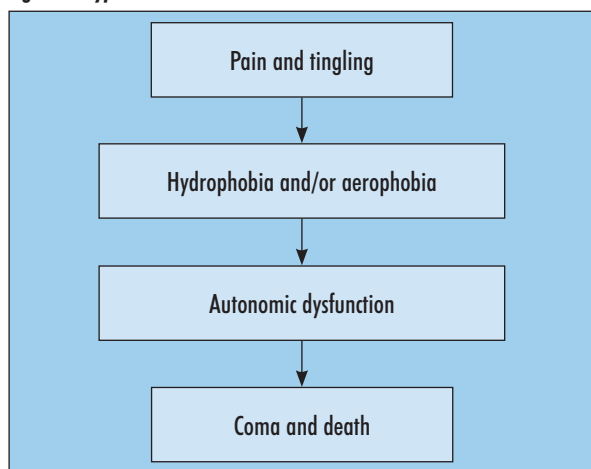 Pain and tingling
Hydrophobia and/or aerophobia
Autonomic dysfunction
Coma and death